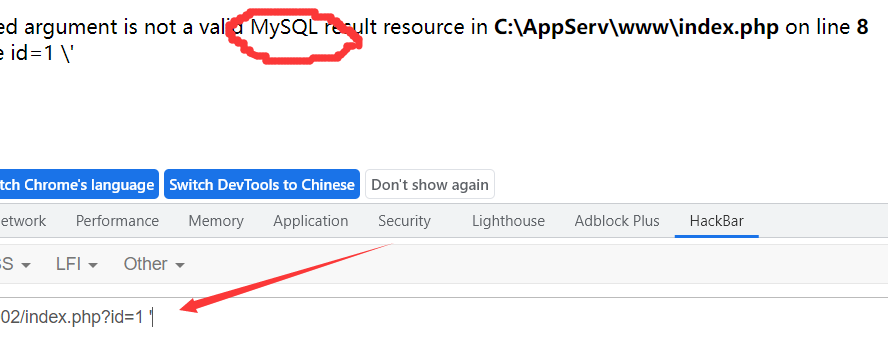 ed argument is not a valid MySQL result resource in C:\AppServ\www\index.php on line 8
e id=1 \'
tch Chrome's language Switch DevTools to Chinese Don't show again
etwork Performance Memory Application Security Lighthouse Adblock Plus HackBar
SS LFI Other
02/index.php?id=1 '